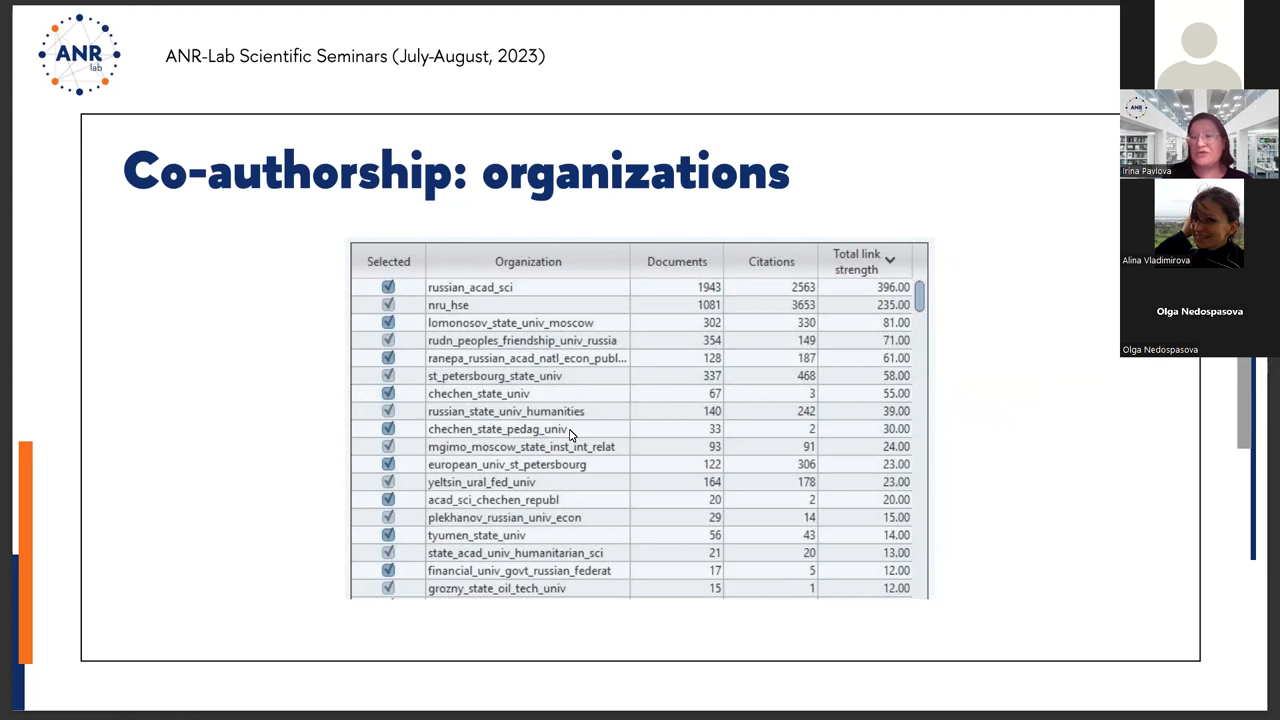 ANR
lab
ANR-Lab Scientific Seminars (July-August, 2023)
Co-authorship: organizations
Selected Organization Documents Citations Total link strength
russian_acad_sci 1943 2563 396.00
nru_hse 1081 3653 235.00
lomonosov_state_univ_moscow 302 330 81.00
rudn_peoples_friendship_univ_russia 354 149 71.00
ranepa_russian_acad_natl_econ_publ... 128 187 61.00
st_petersbourg_state_univ 337 468 58.00
chechen_state_univ 67 3 55.00
russian_state_univ_humanities 140 242 39.00
chechen_state_pedag_univ 33 2 30.00
mgimo_moscow_state_inst_int_relat 93 91 24.00
european_univ_st_petersbourg 122 306 23.00
yeltsin_ural_fed_univ 164 178 23.00
acad_sci_chechen_republ 20 2 20.00
plekhanov_russian_univ_econ 29 14 15.00
tyumen_state_univ 56 43 14.00
state_acad_univ_humanitarian_sci 21 20 13.00
financial_univ_govt_russian_federat 17 5 12.00
grozny_state_oil_tech_univ 15 1 12.00
ANR
Irina Pavlova
Alina Vladimirova
Olga Nedospasova
Olga Nedospasova